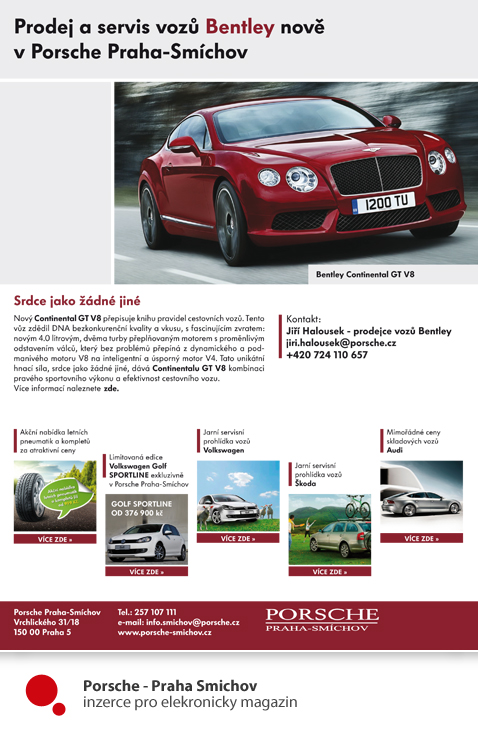 Prodej a servis vozů Bentley nově
v Porsche Praha-Smíchov
1200 TU
Bentley Continental GT V8
Srdce jako žádné jiné
Nový Continental GT V8 přepisuje knihu pravidel cestovních vozů. Tento
vůz zdědil DNA bezkonkurenční kvality a vkusu, s fascinujícím zvratem:
novým 4.0 litrovým, dvěma turby přeplňovaným motorem s proměnlivým
odstavením válců, který bez problému přepíná z dynamického a pod-
manivého motoru V8 na inteligentní a úsporný motor V4. Tato unikátní
hnací síla, srdce jako žádné jiné, dává Continentalu GT V8 kombinaci
pravého sportovního výkonu a efektivnost cestovního vozu.
Více informací naleznete zde.
Kontakt:
Jiří Halousek - prodejce vozů Bentley
jiri.halousek@porsche.cz
+420 724 110 657
Akční nabídka letních
pneumatik a kompletů
za atraktivní ceny
VÍCE ZDE »
Limitovaná edice
Volkswagen Golf
SPORTLINE exkluzivně
v Porsche Praha-Smíchov
GOLF SPORTLINE
OD 376 900 kč
VÍCE ZDE »
Jarní servisní
prohlídka vozů
Volkswagen
VÍCE ZDE »
Jarní servisní
prohlídka vozů
Škoda
VÍCE ZDE »
Mimořádné ceny
skladových vozů
Audi
VÍCE ZDE »
Porsche Praha-Smíchov
Vrchlického 31/18
150 00 Praha 5
Tel.: 257 107 111
e-mail: info.smichov@porsche.cz
www.porsche-smichov.cz
PORSCHE
PRAHA-SMÍCHOV
Porsche - Praha Smichov
inzerce pro elekronicky magazin